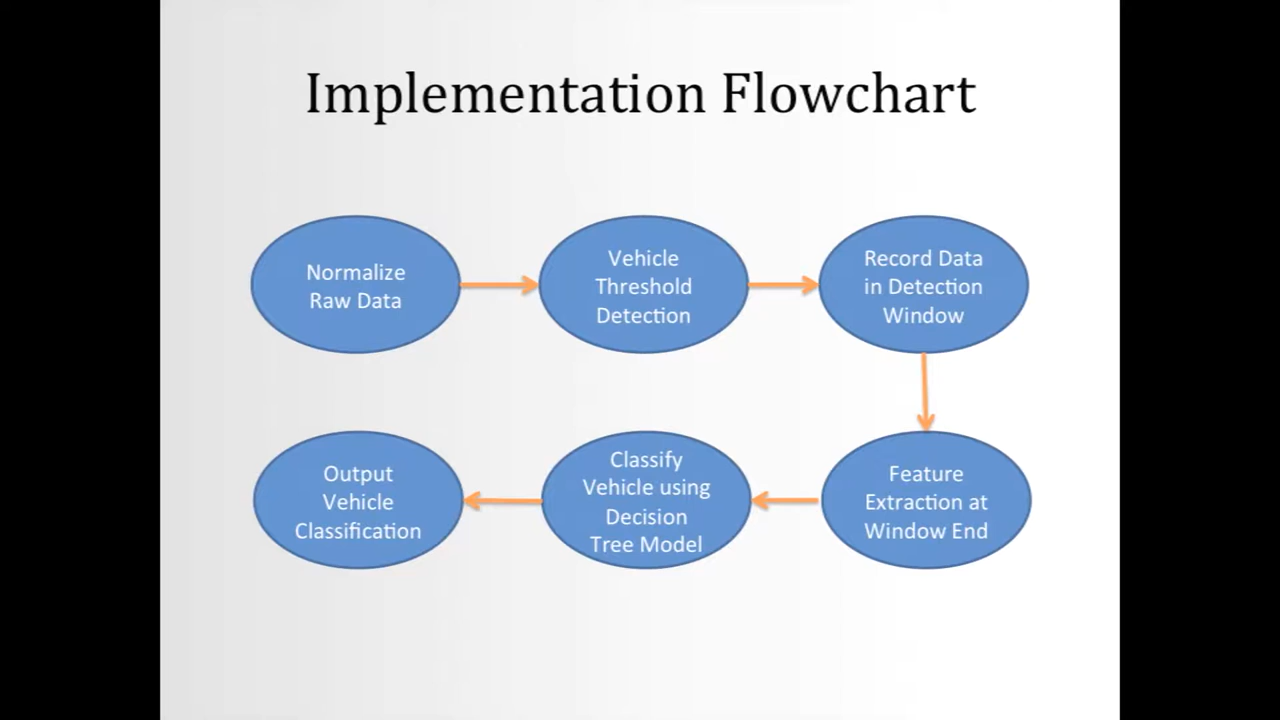 Implementation Flowchart
Normalize
Raw Data
Vehicle
Threshold
Detection
Record Data
in Detection
Window
Feature
Extraction at
Window End
Classify
Vehicle using
Decision
Tree Model
Output
Vehicle
Classification